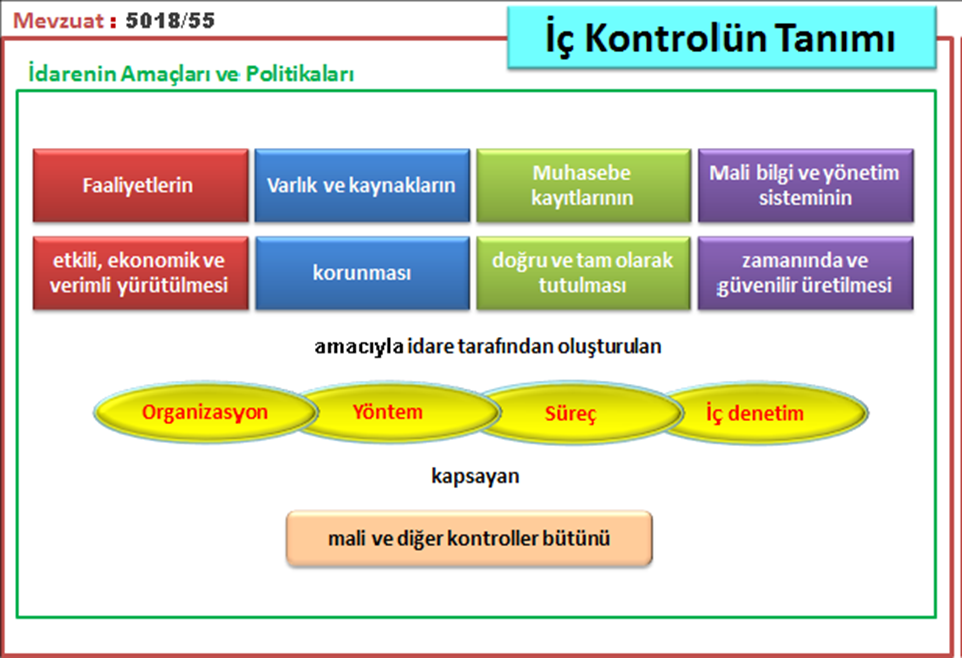 Mevzuat : 5018/55
İç Kontrolün Tanımı
İdarenin Amaçları ve Politikaları
Faaliyetlerin
Varlık ve kaynakların
Muhasebe
kayıtlarının
Mali bilgi ve yönetim
sisteminin
etkili, ekonomik ve
verimli yürütülmesi
korunması
doğru ve tam olarak
tutulması
zamanında ve
güvenilir üretilmesi
amacıyla idare tarafından oluşturulan
Organizasyon
Yöntem
Süreç
İç denetim
kapsayan
mali ve diğer kontroller bütünü